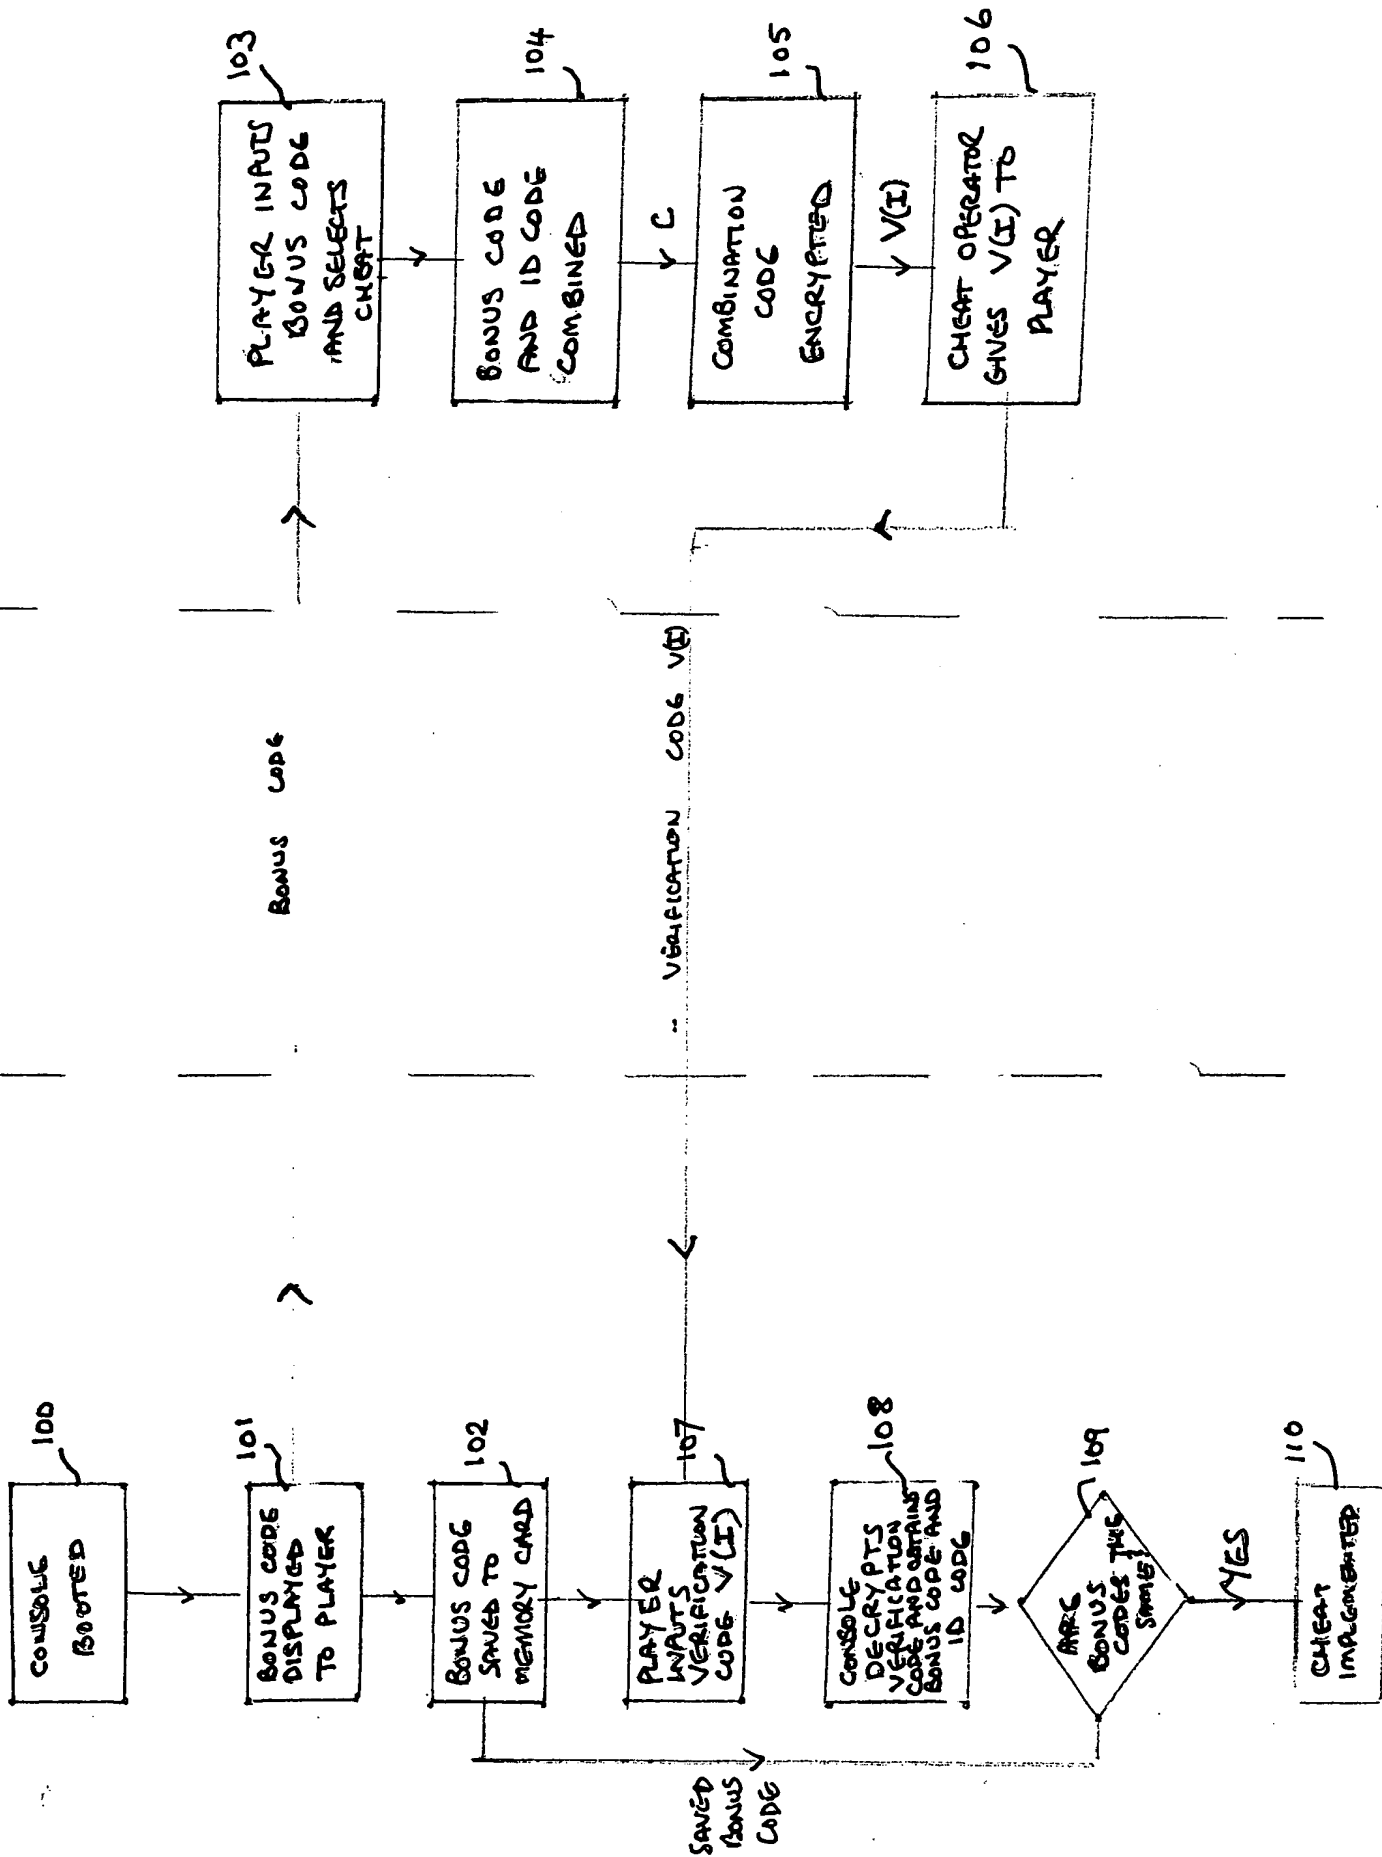 100
CONSOLE
BOOTED
101
BONUS CODE
DISPLAYED
TO PLAYER
102
BONUS CODE
SAVED TO
MEMORY CARD
107
PLAYER
INPUTS
VERIFICATION
CODE V(I)
108
CONSOLE
DECRYPTS
VERIFICATION
CODE AND OBTAINS
BONUS CODE AND
ID CODE
109
ARE
BONUS
CODES THE
SAME?
YES
110
CHEAT
IMPLEMENTED
SAVED
BONUS
CODE
BONUS CODE
VERIFICATION CODE V(I)
103
PLAYER INPUTS
BONUS CODE
AND SELECTS
CHEAT
104
BONUS CODE
AND ID CODE
COMBINED
C
105
COMBINATION
CODE
ENCRYPTED
V(I)
106
CHEAT OPERATOR
GIVES V(I) TO
PLAYER